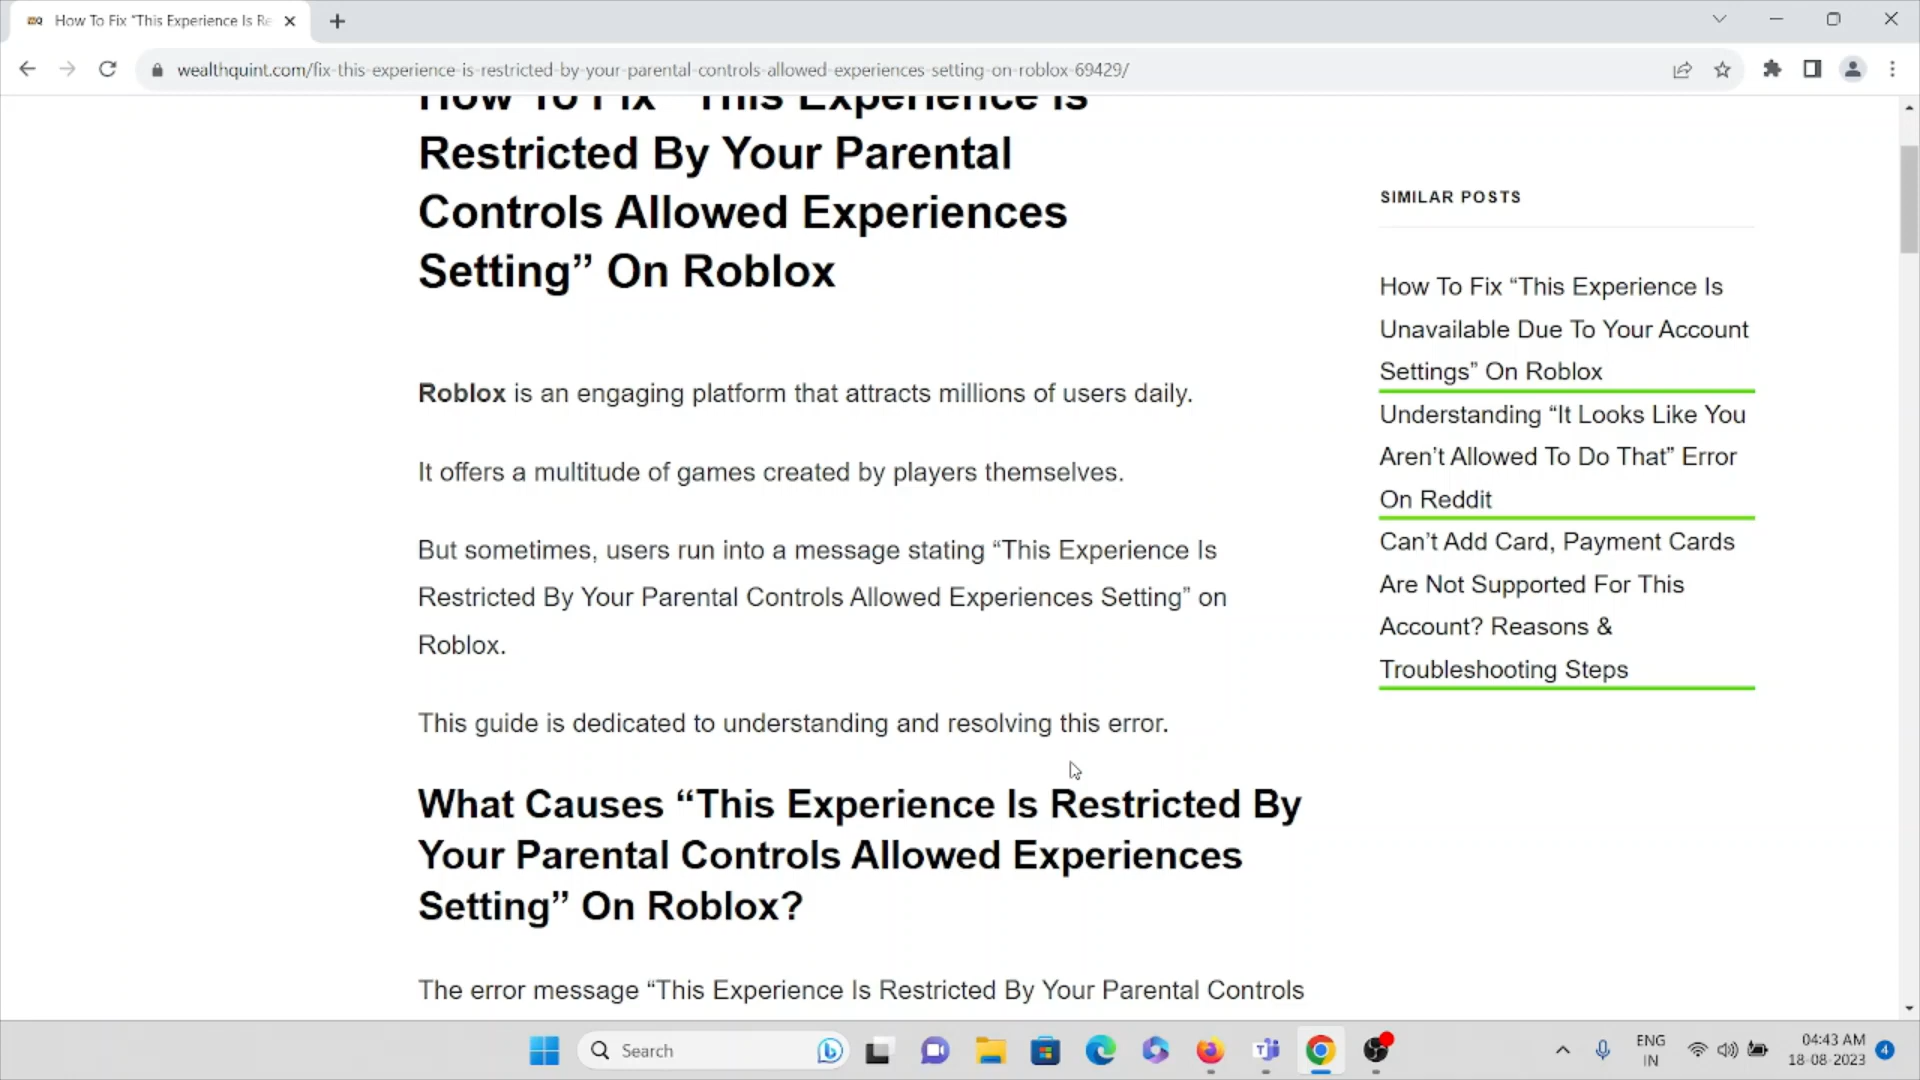 How To Fix “This Experience Is Re
wealthquint.com/fix-this-experience-is-restricted-by-your-parental-controls-allowed-experiences-setting-on-roblox-69429/
How To Fix “This Experience Is
Restricted By Your Parental
Controls Allowed Experiences
Setting” On Roblox
Roblox is an engaging platform that attracts millions of users daily.
It offers a multitude of games created by players themselves.
But sometimes, users run into a message stating “This Experience Is
Restricted By Your Parental Controls Allowed Experiences Setting” on
Roblox.
This guide is dedicated to understanding and resolving this error.
What Causes “This Experience Is Restricted By
Your Parental Controls Allowed Experiences
Setting” On Roblox?
The error message “This Experience Is Restricted By Your Parental Controls
SIMILAR POSTS
How To Fix “This Experience Is
Unavailable Due To Your Account
Settings” On Roblox
Understanding “It Looks Like You
Aren’t Allowed To Do That” Error
On Reddit
Can’t Add Card, Payment Cards
Are Not Supported For This
Account? Reasons &
Troubleshooting Steps
Search
ENG
IN
04:43 AM
18-08-2023
4